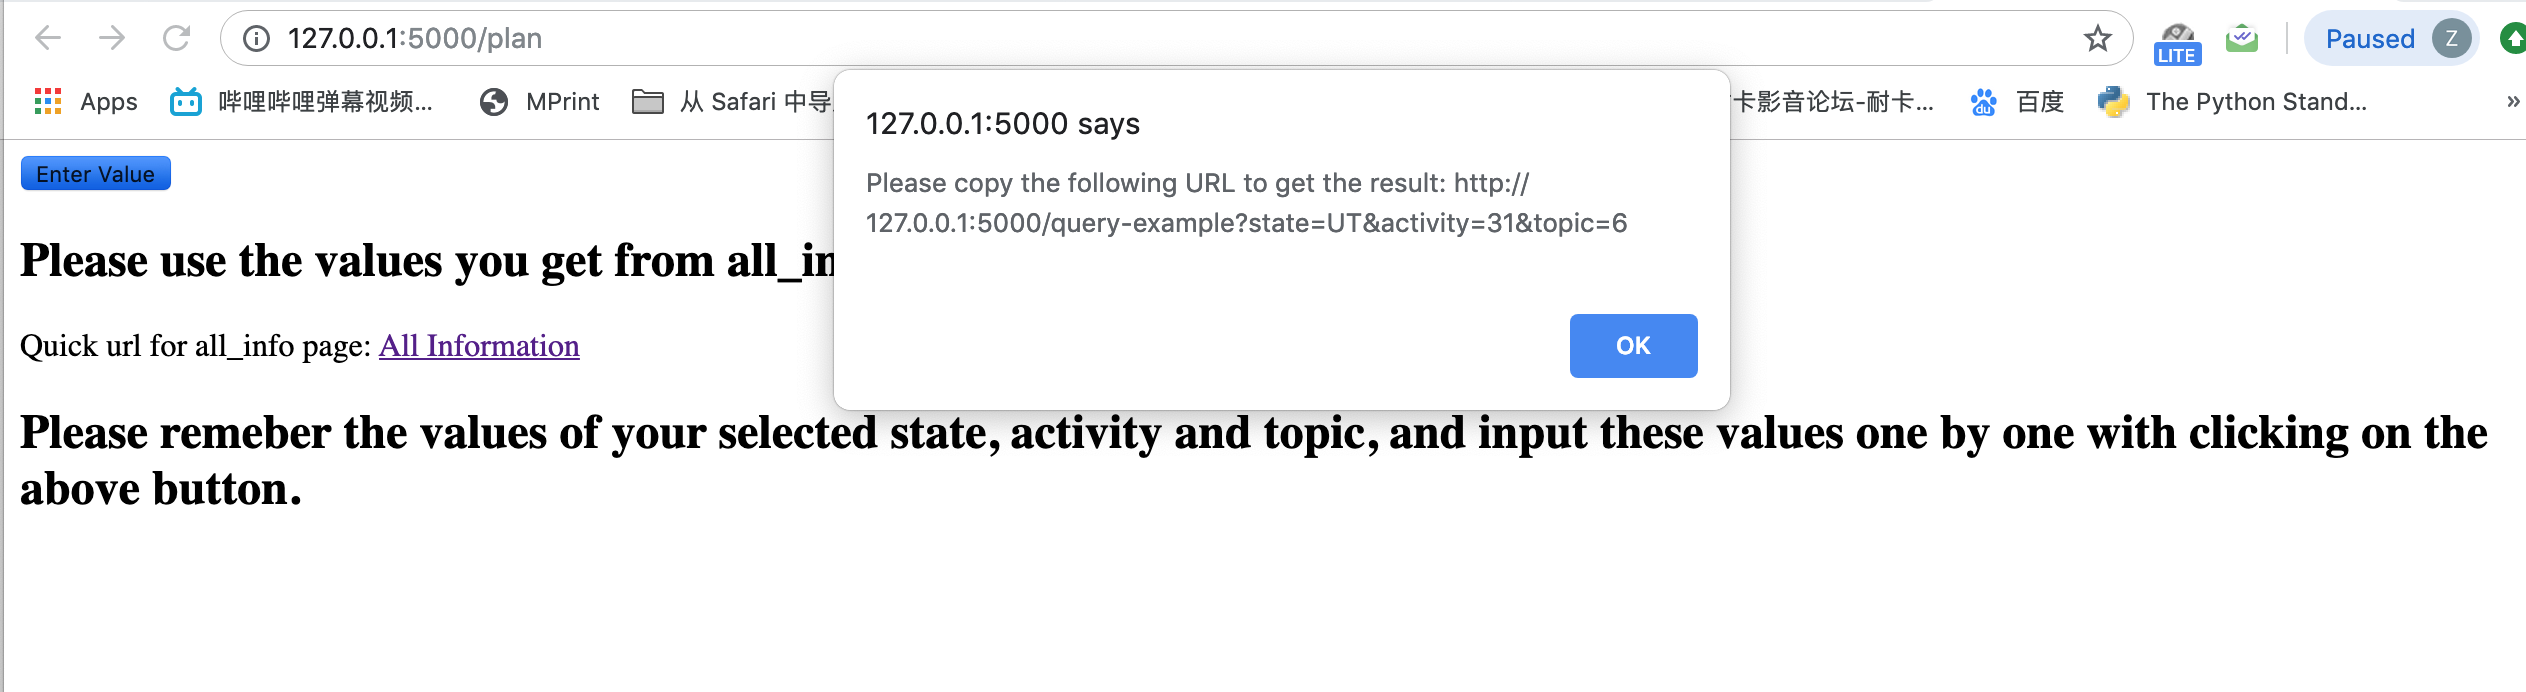 127.0.0.1:5000/plan
LITE
Paused
Z
Apps
哔哩哔哩弹幕视频...
MPrint
从 Safari 中导
卡影音论坛-耐卡...
du
百度
The Python Stand...
»
127.0.0.1:5000 says
Please copy the following URL to get the result: http://
127.0.0.1:5000/query-example?state=UT&activity=31&topic=6
OK
Enter Value
Please use the values you get from all_in
Quick url for all_info page: All Information
Please remeber the values of your selected state, activity and topic, and input these values one by one with clicking on the
above button.